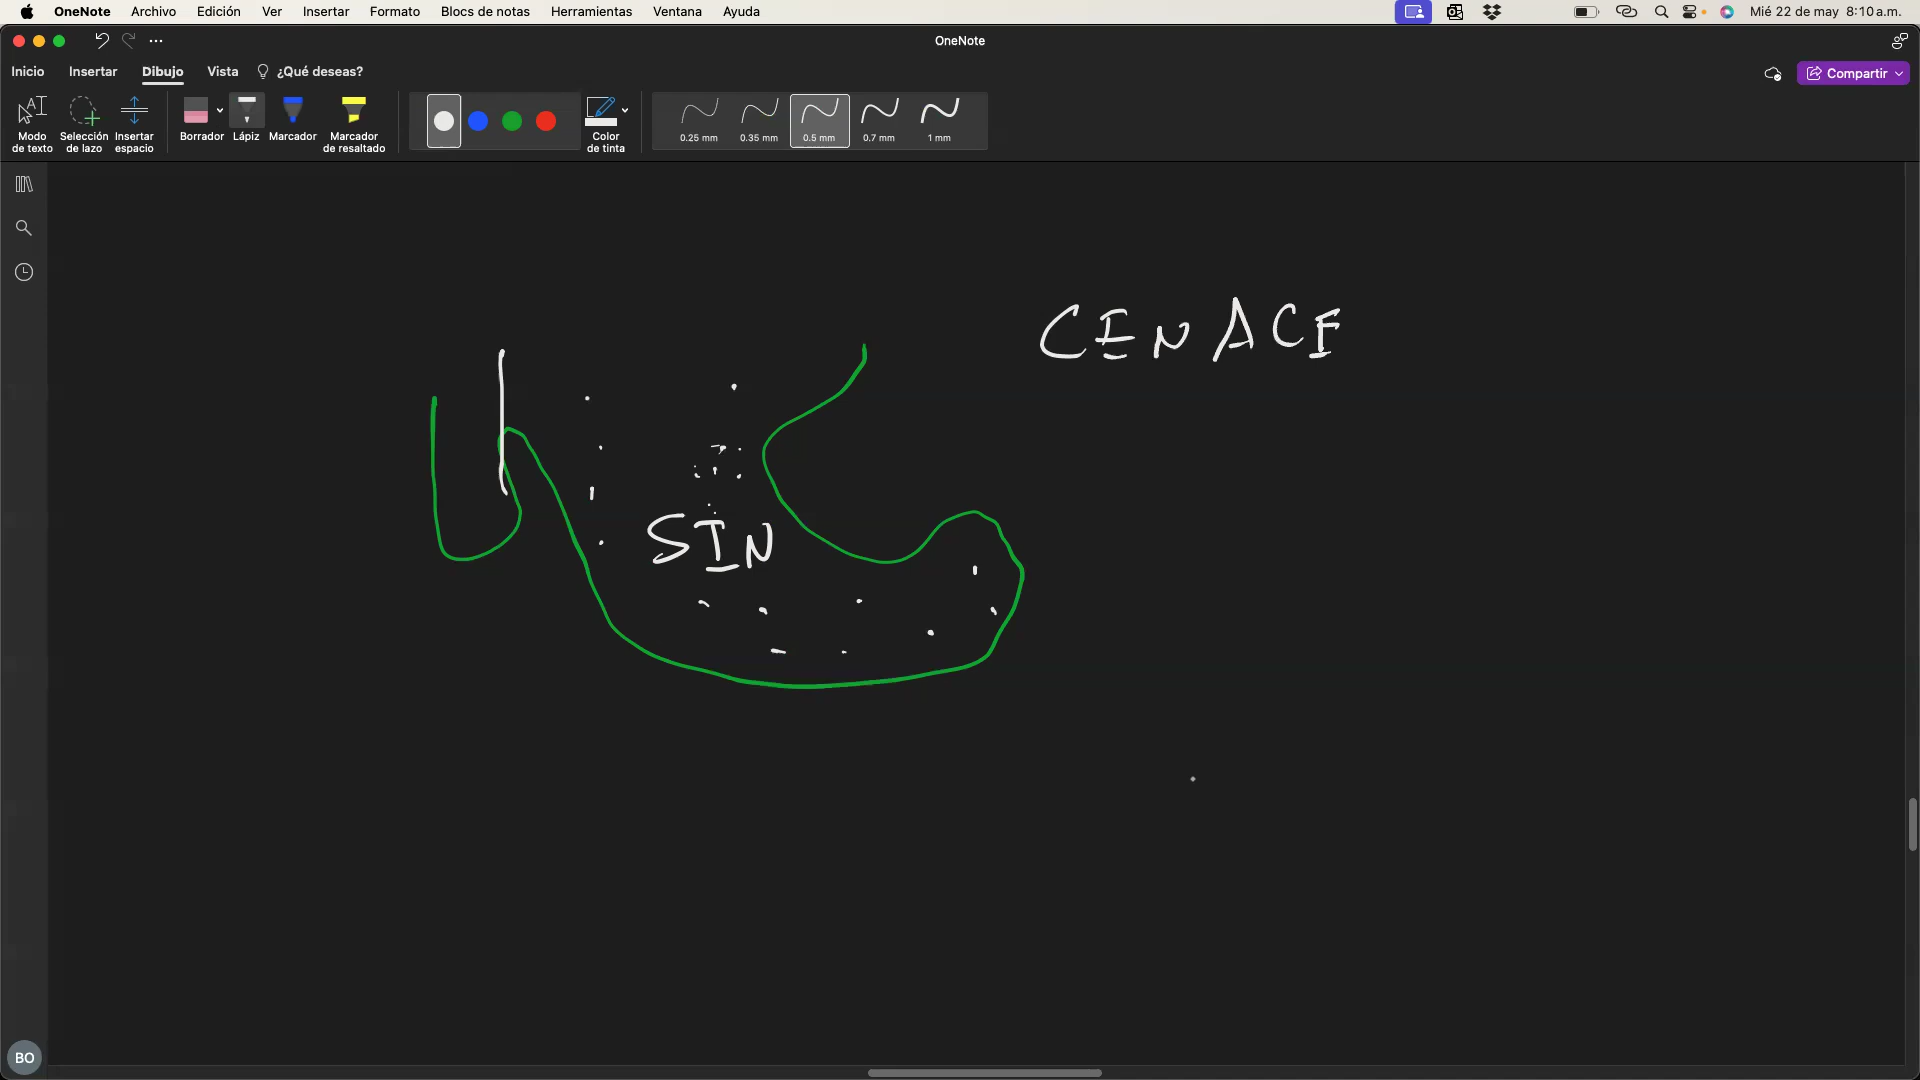 OneNote Archivo Edición Ver Insertar Formato Blocs de notas Herramientas Ventana Ayuda Mié 22 de may 8:10 a.m.
OneNote
Inicio Insertar Dibujo Vista ¿Qué deseas? Compartir
Modo de texto
Selección de lazo
Insertar espacio
Borrador
Lápiz
Marcador
Marcador de resaltado
Color de tinta
0.25 mm 0.35 mm 0.5 mm 0.7 mm 1 mm
CENACE
SIN
BO